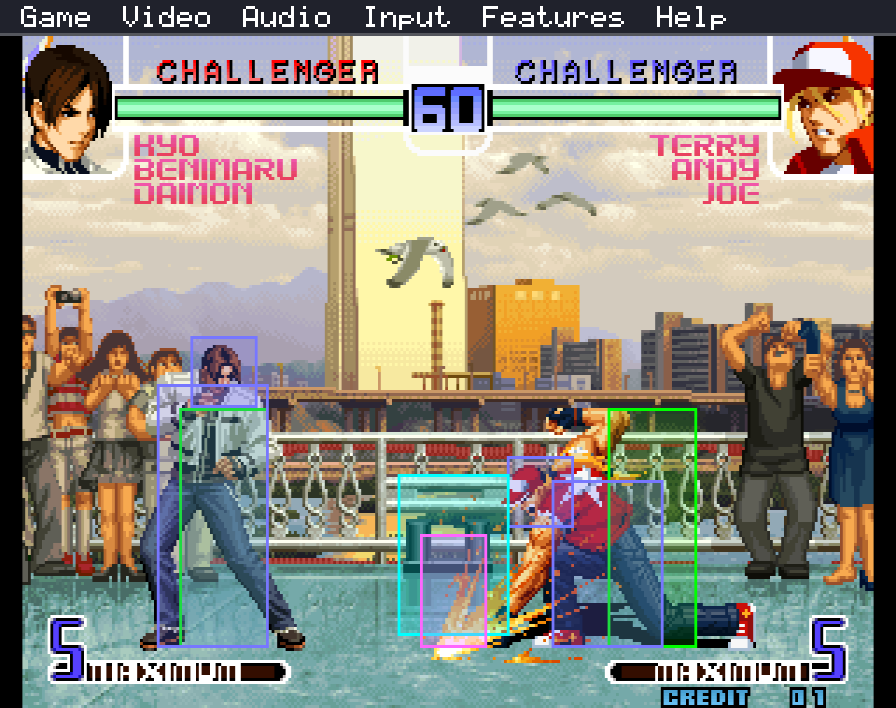 Game Video Audio Input Features Help
CHALLENGER 60 CHALLENGER
KYO TERRY
BENIMARU ANDY
DAIMON JOE
5 MAXIMUM MAXIMUM 5
CREDIT 01